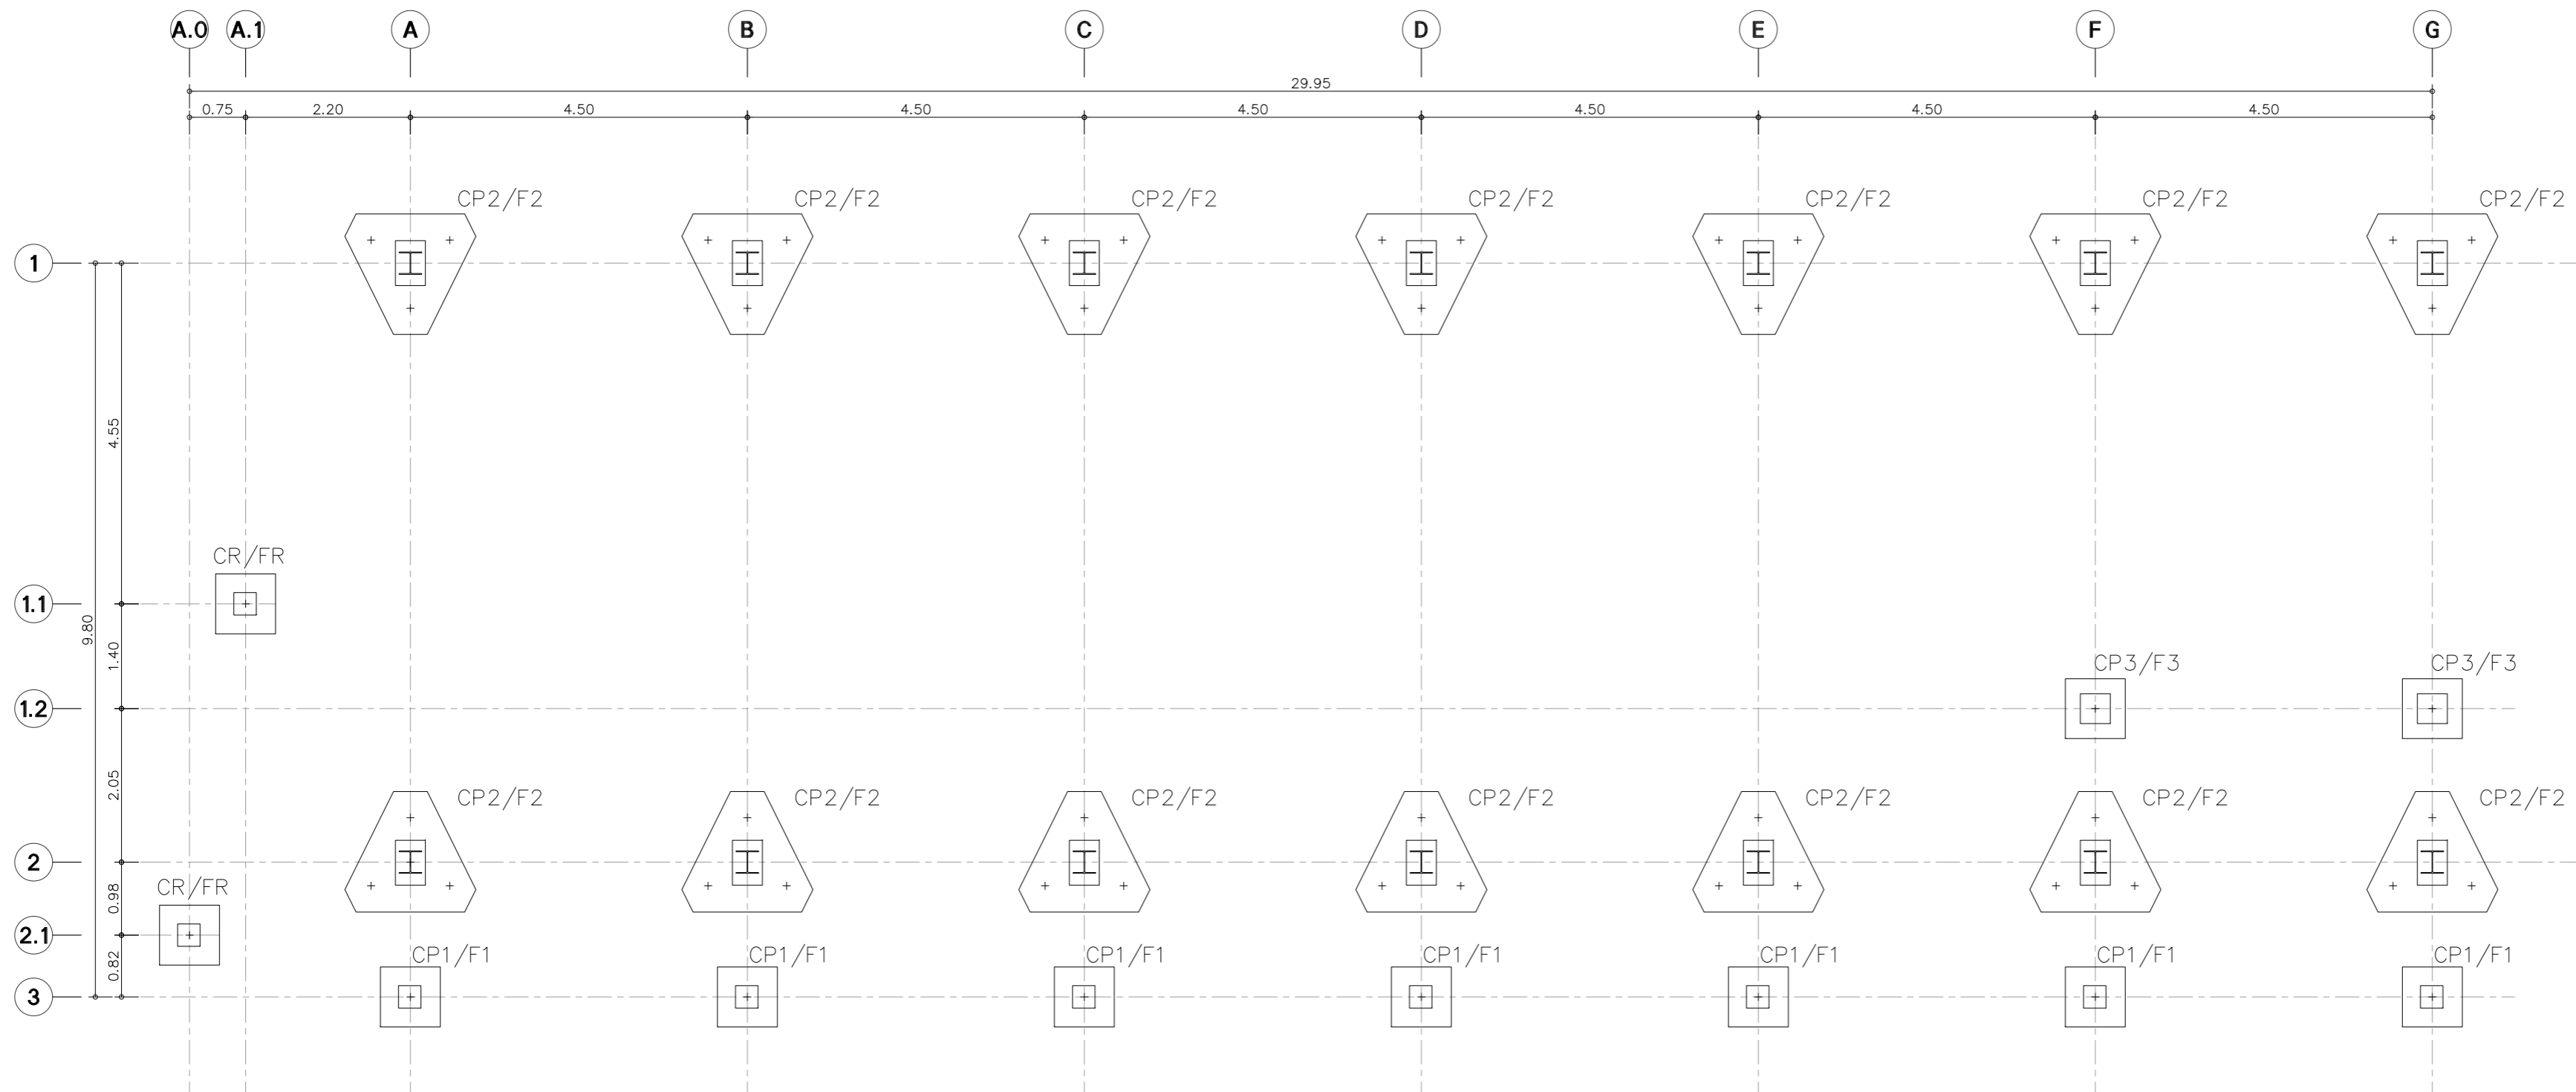 A.0 A.1 A B C D E F G
29.95
0.75 2.20 4.50 4.50 4.50 4.50 4.50 4.50
CP2/F2 CP2/F2 CP2/F2 CP2/F2 CP2/F2 CP2/F2 CP2/F2
1
4.55
CR/FR
1.1
9.80
1.40
CP3/F3 CP3/F3
1.2
2.05
CP2/F2 CP2/F2 CP2/F2 CP2/F2 CP2/F2 CP2/F2 CP2/F2
2
CR/FR
0.98
2.1
CP1/F1 CP1/F1 CP1/F1 CP1/F1 CP1/F1 CP1/F1 CP1/F1
0.82
3